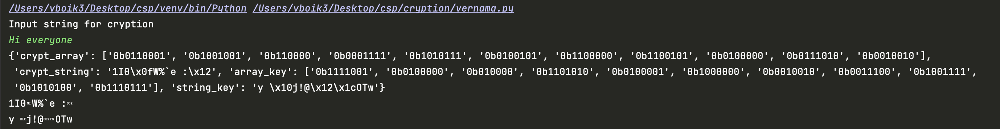 /Users/vboik3/Desktop/csp/venv/bin/Python /Users/vboik3/Desktop/csp/cryption/vernama.py
Input string for cryption
Hi everyone
{'crypt_array': ['0b0110001', '0b1001001', '0b110000', '0b0001111', '0b1010111', '0b0100101', '0b1100000', '0b1100101', '0b0100000', '0b0111010', '0b0010010'],
'crypt_string': '1I0\x0fW%`e :\x12', 'array_key': ['0b1111001', '0b0100000', '0b010000', '0b1101010', '0b0100001', '0b1000000', '0b0010010', '0b0011100', '0b1001111',
'0b1010100', '0b1110111'], 'string_key': 'y \x10j!@\x12\x1cOTw'}
1I0SIW%`e :DC2
y DLEj!@DC2FSOTw